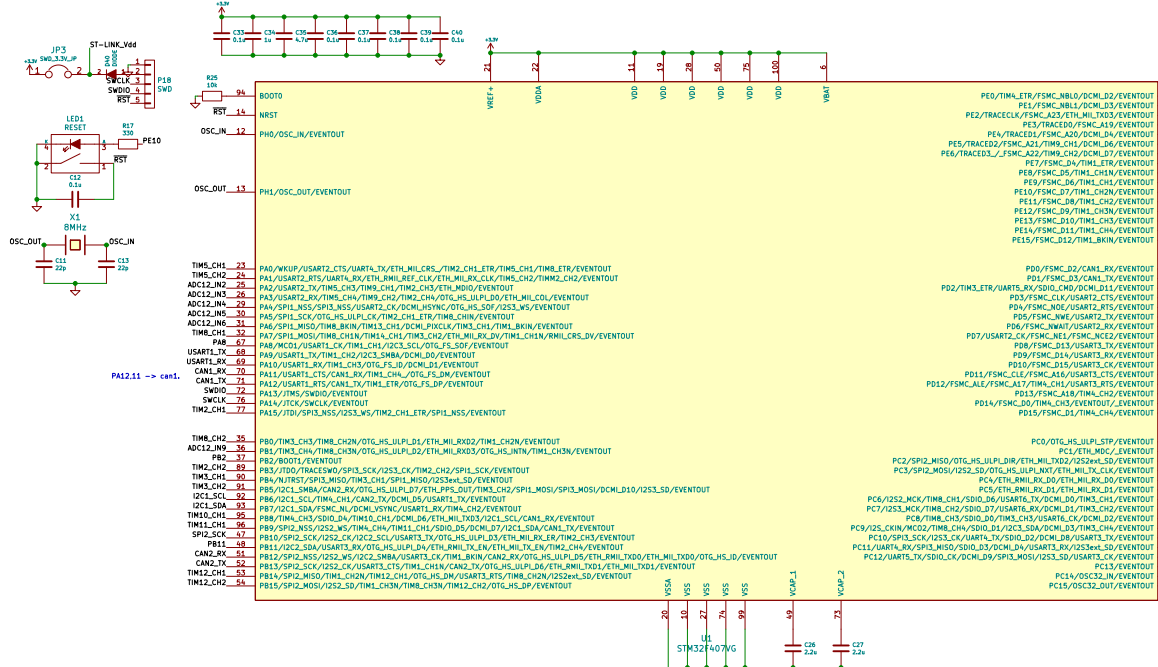 +3.3V
C33 0.1u
C34 1u
C35 4.7u
C36 0.1u
C37 0.1u
C38 0.1u
C39 0.1u
C40 0.1u
JP3
SWD_3.3V_JP
+3.3V
1 2
ST-LINK_Vdd
D40
DIODE
SWCLK
SWDIO
RST
1
2
3
4
5
P18
SWD
LED1
RESET
4 3
2 1
R17
330
PE10
RST
C12
0.1u
X1
8MHz
OSC_OUT
OSC_IN
C11
22p
C13
22p
PA12,11 -> can1.
+3.3V
21 VREF+
22 VDDA
11 VDD
19 VDD
28 VDD
50 VDD
75 VDD
100 VDD
6 VBAT
R25
10k
94 BOOT0
RST 14 NRST
OSC_IN 12 PH0/OSC_IN/EVENTOUT
OSC_OUT 13 PH1/OSC_OUT/EVENTOUT
TIM5_CH1 23 PA0/WKUP/USART2_CTS/UART4_TX/ETH_MII_CRS_/TIM2_CH1_ETR/TIM5_CH1/TIM8_ETR/EVENTOUT
TIM5_CH2 24 PA1/USART2_RTS/UART4_RX/ETH_RMII_REF_CLK/ETH_MII_RX_CLK/TIM5_CH2/TIMM2_CH2/EVENTOUT
ADC12_IN2 25 PA2/USART2_TX/TIM5_CH3/TIM9_CH1/TIM2_CH3/ETH_MDIO/EVENTOUT
ADC12_IN3 26 PA3/USART2_RX/TIM5_CH4/TIM9_CH2/TIM2_CH4/OTG_HS_ULPI_D0/ETH_MII_COL/EVENTOUT
ADC12_IN4 29 PA4/SPI1_NSS/SPI3_NSS/USART2_CK/DCMI_HSYNC/OTG_HS_SOF/I2S3_WS/EVENTOUT
ADC12_IN5 30 PA5/SPI1_SCK/OTG_HS_ULPI_CK/TIM2_CH1_ETR/TIM8_CHIN/EVENTOUT
ADC12_IN6 31 PA6/SPI1_MISO/TIM8_BKIN/TIM13_CH1/DCMI_PIXCLK/TIM3_CH1/TIM1_BKIN/EVENTOUT
TIM8_CH1 32 PA7/SPI1_MOSI/TIM8_CH1N/TIM14_CH1/TIM3_CH2/ETH_MII_RX_DV/TIM1_CH1N/RMII_CRS_DV/EVENTOUT
PA8 67 PA8/MCO1/USART1_CK/TIM1_CH1/I2C3_SCL/OTG_FS_SOF/EVENTOUT
USART1_TX 68 PA9/USART1_TX/TIM1_CH2/I2C3_SMBA/DCMI_D0/EVENTOUT
USART1_RX 69 PA10/USART1_RX/TIM1_CH3/OTG_FS_ID/DCMI_D1/EVENTOUT
CAN1_RX 70 PA11/USART1_CTS/CAN1_RX/TIM1_CH4_/OTG_FS_DM/EVENTOUT
CAN1_TX 71 PA12/USART1_RTS/CAN1_TX/TIM1_ETR/OTG_FS_DP/EVENTOUT
SWDIO 72 PA13/JTMS/SWDIO/EVENTOUT
SWCLK 76 PA14/JTCK/SWCLK/EVENTOUT
TIM2_CH1 77 PA15/JTDI/SPI3_NSS/I2S3_WS/TIM2_CH1_ETR/SPI1_NSS/EVENTOUT
TIM8_CH2 35 PB0/TIM3_CH3/TIM8_CH2N/OTG_HS_ULPI_D1/ETH_MII_RXD2/TIM1_CH2N/EVENTOUT
ADC12_IN9 36 PB1/TIM3_CH4/TIM8_CH3N/OTG_HS_ULPI_D2/ETH_MII_RXD3/OTG_HS_INTN/TIM1_CH3N/EVENTOUT
PB2 37 PB2/BOOT1/EVENTOUT
TIM2_CH2 89 PB3/JTDO/TRACESWO/SPI3_SCK/I2S3_CK/TIM2_CH2/SPI1_SCK/EVENTOUT
TIM3_CH1 90 PB4/NJTRST/SPI3_MISO/TIM3_CH1/SPI1_MISO/I2S3ext_SD/EVENTOUT
TIM3_CH2 91 PB5/I2C1_SMBA/CAN2_RX/OTG_HS_ULPI_D7/ETH_PPS_OUT/TIM3_CH2/SPI1_MOSI/SPI3_MOSI/DCMI_D10/I2S3_SD/EVENTOUT
I2C1_SCL 92 PB6/I2C1_SCL/TIM4_CH1/CAN2_TX/DCMI_D5/USART1_TX/EVENTOUT
I2C1_SDA 93 PB7/I2C1_SDA/FSMC_NL/DCMI_VSYNC/USART1_RX/TIM4_CH2/EVENTOUT
TIM10_CH1 95 PB8/TIM4_CH3/SDIO_D4/TIM10_CH1/DCMI_D6/ETH_MII_TXD3/I2C1_SCL/CAN1_RX/EVENTOUT
TIM11_CH1 96 PB9/SPI2_NSS/I2S2_WS/TIM4_CH4/TIM11_CH1/SDIO_D5/DCMI_D7/I2C1_SDA/CAN1_TX/EVENTOUT
SPI2_SCK 47 PB10/SPI2_SCK/I2S2_CK/I2C2_SCL/USART3_TX/OTG_HS_ULPI_D3/ETH_MII_RX_ER/TIM2_CH3/EVENTOUT
PB11 48 PB11/I2C2_SDA/USART3_RX/OTG_HS_ULPI_D4/ETH_RMII_TX_EN/ETH_MII_TX_EN/TIM2_CH4/EVENTOUT
CAN2_RX 51 PB12/SPI2_NSS/I2S2_WS/I2C2_SMBA/USART3_CK/TIM1_BKIN/CAN2_RX/OTG_HS_ULPI_D5/ETH_RMII_TXD0/ETH_MII_TXD0/OTG_HS_ID/EVENTOUT
CAN2_TX 52 PB13/SPI2_SCK/I2S2_CK/USART3_CTS/TIM1_CH1N/CAN2_TX/OTG_HS_ULPI_D6/ETH_RMII_TXD1/ETH_MII_TXD1/EVENTOUT
TIM12_CH1 53 PB14/SPI2_MISO/TIM1_CH2N/TIM12_CH1/OTG_HS_DM/USART3_RTS/TIM8_CH2N/I2S2ext_SD/EVENTOUT
TIM12_CH2 54 PB15/SPI2_MOSI/I2S2_SD/TIM1_CH3N/TIM8_CH3N/TIM12_CH2/OTG_HS_DP/EVENTOUT
PE0/TIM4_ETR/FSMC_NBL0/DCMI_D2/EVENTOUT
PE1/FSMC_NBL1/DCMI_D3/EVENTOUT
PE2/TRACECLK/FSMC_A23/ETH_MII_TXD3/EVENTOUT
PE3/TRACED0/FSMC_A19/EVENTOUT
PE4/TRACED1/FSMC_A20/DCMI_D4/EVENTOUT
PE5/TRACED2/FSMC_A21/TIM9_CH1/DCMI_D6/EVENTOUT
PE6/TRACED3_/_FSMC_A22/TIM9_CH2/DCMI_D7/EVENTOUT
PE7/FSMC_D4/TIM1_ETR/EVENTOUT
PE8/FSMC_D5/TIM1_CH1N/EVENTOUT
PE9/FSMC_D6/TIM1_CH1/EVENTOUT
PE10/FSMC_D7/TIM1_CH2N/EVENTOUT
PE11/FSMC_D8/TIM1_CH2/EVENTOUT
PE12/FSMC_D9/TIM1_CH3N/EVENTOUT
PE13/FSMC_D10/TIM1_CH3/EVENTOUT
PE14/FSMC_D11/TIM1_CH4/EVENTOUT
PE15/FSMC_D12/TIM1_BKIN/EVENTOUT
PD0/FSMC_D2/CAN1_RX/EVENTOUT
PD1/FSMC_D3/CAN1_TX/EVENTOUT
PD2/TIM3_ETR/UART5_RX/SDIO_CMD/DCMI_D11/EVENTOUT
PD3/FSMC_CLK/USART2_CTS/EVENTOUT
PD4/FSMC_NOE/USART2_RTS/EVENTOUT
PD5/FSMC_NWE/USART2_TX/EVENTOUT
PD6/FSMC_NWAIT/USART2_RX/EVENTOUT
PD7/USART2_CK/FSMC_NE1/FSMC_NCE2/EVENTOUT
PD8/FSMC_D13/USART3_TX/EVENTOUT
PD9/FSMC_D14/USART3_RX/EVENTOUT
PD10/FSMC_D15/USART3_CK/EVENTOUT
PD11/FSMC_CLE/FSMC_A16/USART3_CTS/EVENTOUT
PD12/FSMC_ALE/FSMC_A17/TIM4_CH1/USART3_RTS/EVENTOUT
PD13/FSMC_A18/TIM4_CH2/EVENTOUT
PD14/FSMC_D0/TIM4_CH3/EVENTOUT/_EVENTOUT
PD15/FSMC_D1/TIM4_CH4/EVENTOUT
PC0/OTG_HS_ULPI_STP/EVENTOUT
PC1/ETH_MDC/_EVENTOUT
PC2/SPI2_MISO/OTG_HS_ULPI_DIR/ETH_MII_TXD2/I2S2ext_SD/EVENTOUT
PC3/SPI2_MOSI/I2S2_SD/OTG_HS_ULPI_NXT/ETH_MII_TX_CLK/EVENTOUT
PC4/ETH_RMII_RX_D0/ETH_MII_RX_D0/EVENTOUT
PC5/ETH_RMII_RX_D1/ETH_MII_RX_D1/EVENTOUT
PC6/I2S2_MCK/TIM8_CH1/SDIO_D6/USART6_TX/DCMI_D0/TIM3_CH1/EVENTOUT
PC7/I2S3_MCK/TIM8_CH2/SDIO_D7/USART6_RX/DCMI_D1/TIM3_CH2/EVENTOUT
PC8/TIM8_CH3/SDIO_D0/TIM3_CH3/USART6_CK/DCMI_D2/EVENTOUT
PC9/I2S_CKIN/MCO2/TIM8_CH4/SDIO_D1/I2C3_SDA/DCMI_D3/TIM3_CH4/EVENTOUT
PC10/SPI3_SCK/I2S3_CK/UART4_TX/SDIO_D2/DCMI_D8/USART3_TX/EVENTOUT
PC11/UART4_RX/SPI3_MISO/SDIO_D3/DCMI_D4/USART3_RX/I2S3ext_SD/EVENTOUT
PC12/UART5_TX/SDIO_CK/DCMI_D9/SPI3_MOSI/I2S3_SD/USART3_CK/EVENTOUT
PC13/EVENTOUT
PC14/OSC32_IN/EVENTOUT
PC15/OSC32_OUT/EVENTOUT
VSSA 20
VSS 10
VSS 27
VSS 74
VSS 99
VCAP_1 49
VCAP_2 73
U1
STM32F407VG
C26
2.2u
C27
2.2u